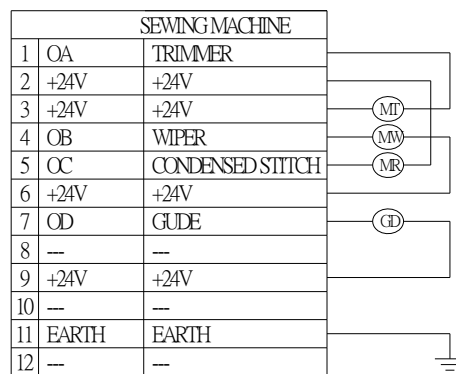 SEWING MACHINE
1 OA TRIMMER
2 +24V +24V
3 +24V +24V MT
4 OB WIPER MW
5 OC CONDENSED STITCH MR
6 +24V +24V
7 OD GUDE GD
8 --- ---
9 +24V +24V
10 --- ---
11 EARTH EARTH
12 --- ---